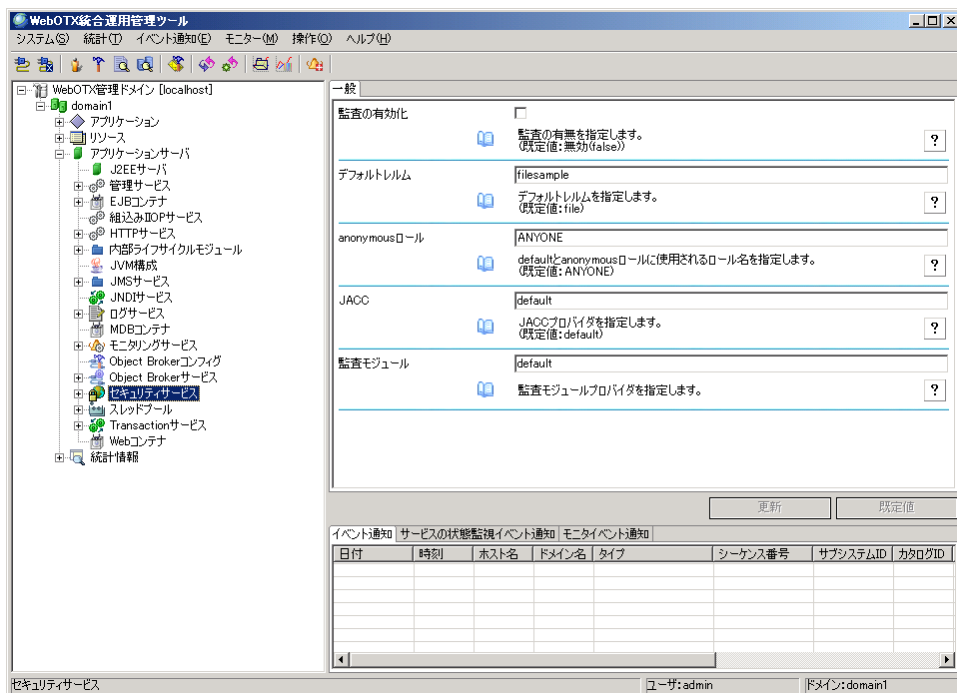 WebOTX統合運用管理ツール
システム(S) 統計(T) イベント通知(E) モニター(M) 操作(O) ヘルプ(H)
WebOTX管理ドメイン [localhost]
domain1
アプリケーション
リソース
アプリケーションサーバ
J2EEサーバ
管理サービス
EJBコンテナ
組込みIIOPサービス
HTTPサービス
内部ライフサイクルモジュール
JVM構成
JMSサービス
JNDIサービス
ログサービス
MDBコンテナ
モニタリングサービス
Object Brokerコンフィグ
Object Brokerサービス
セキュリティサービス
スレッドプール
Transactionサービス
Webコンテナ
統計情報
一般
監査の有効化
監査の有無を指定します。
(既定値:無効(false))
?
デフォルトレルム
filesample
デフォルトレルムを指定します。
(既定値:file)
?
anonymousロール
ANYONE
defaultとanonymousロールに使用されるロール名を指定します。
(既定値:ANYONE)
?
JACC
default
JACCプロバイダを指定します。
(既定値:default)
?
監査モジュール
default
監査モジュールプロバイダを指定します。
?
更新 既定値
イベント通知 サービスの状態監視イベント通知 モニタイベント通知
日付 時刻 ホスト名 ドメイン名 タイプ シーケンス番号 サブシステムID カタログID
セキュリティサービス ユーザ:admin ドメイン:domain1